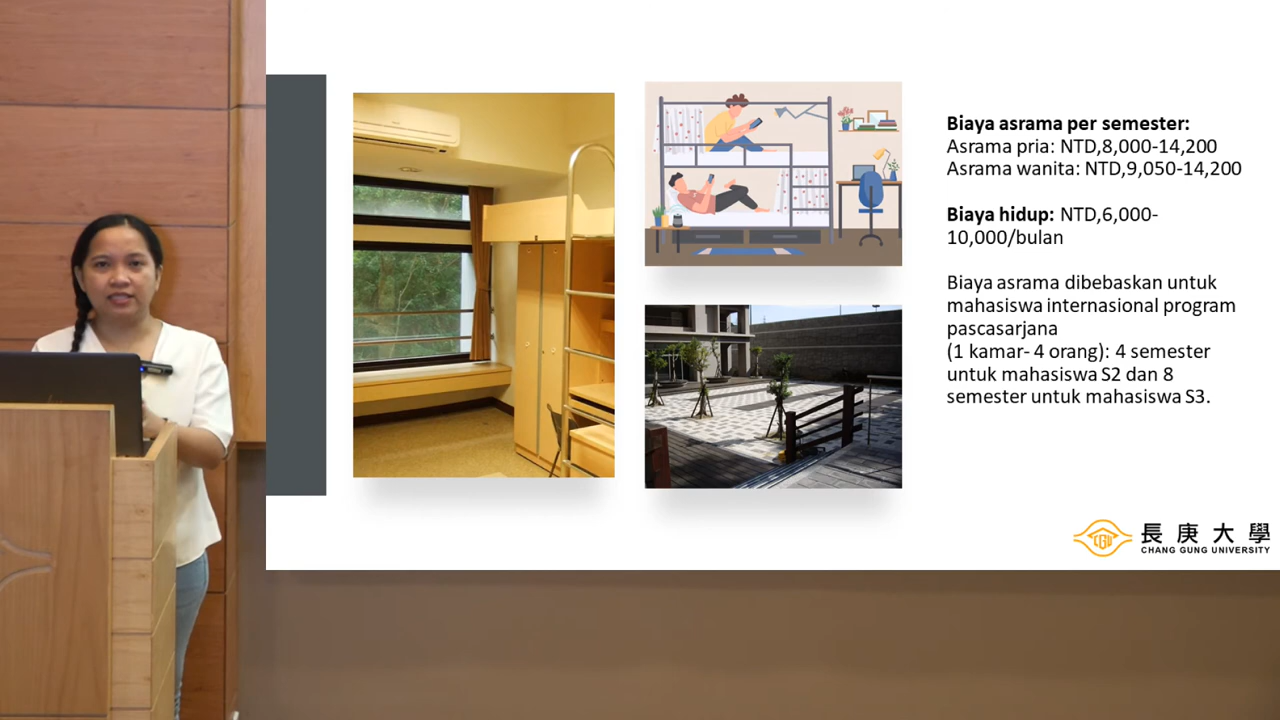 Biaya asrama per semester:
Asrama pria: NTD,8,000-14,200
Asrama wanita: NTD,9,050-14,200
Biaya hidup: NTD,6,000-
10,000/bulan
Biaya asrama dibebaskan untuk
mahasiswa internasional program
pascasarjana
(1 kamar- 4 orang): 4 semester
untuk mahasiswa S2 dan 8
semester untuk mahasiswa S3.
CGU
長庚大學
CHANG GUNG UNIVERSITY